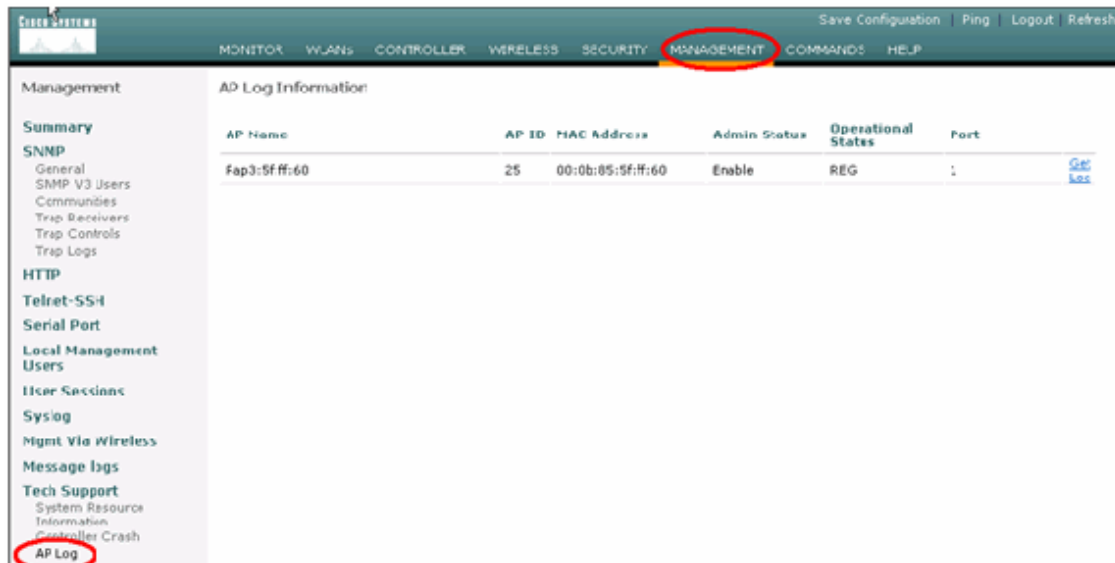 CISCO SYSTEMS
Save Configuration | Ping | Logout | Refresh
MONITOR WLANs CONTROLLER WIRELESS SECURITY MANAGEMENT COMMANDS HELP
Management
Summary
SNMP
General
SNMP V3 Users
Communities
Trap Receivers
Trap Controls
Trap Logs
HTTP
Telnet-SSH
Serial Port
Local Management
Users
User Sessions
Syslog
Mgmt Via Wireless
Message logs
Tech Support
System Resource
Information
Controller Crash
AP Log
AP Log Information
AP Name AP ID MAC Address Admin Status Operational States Port
25 00:0b:85:5f:ff:60 Enable REG 1 Get
Log